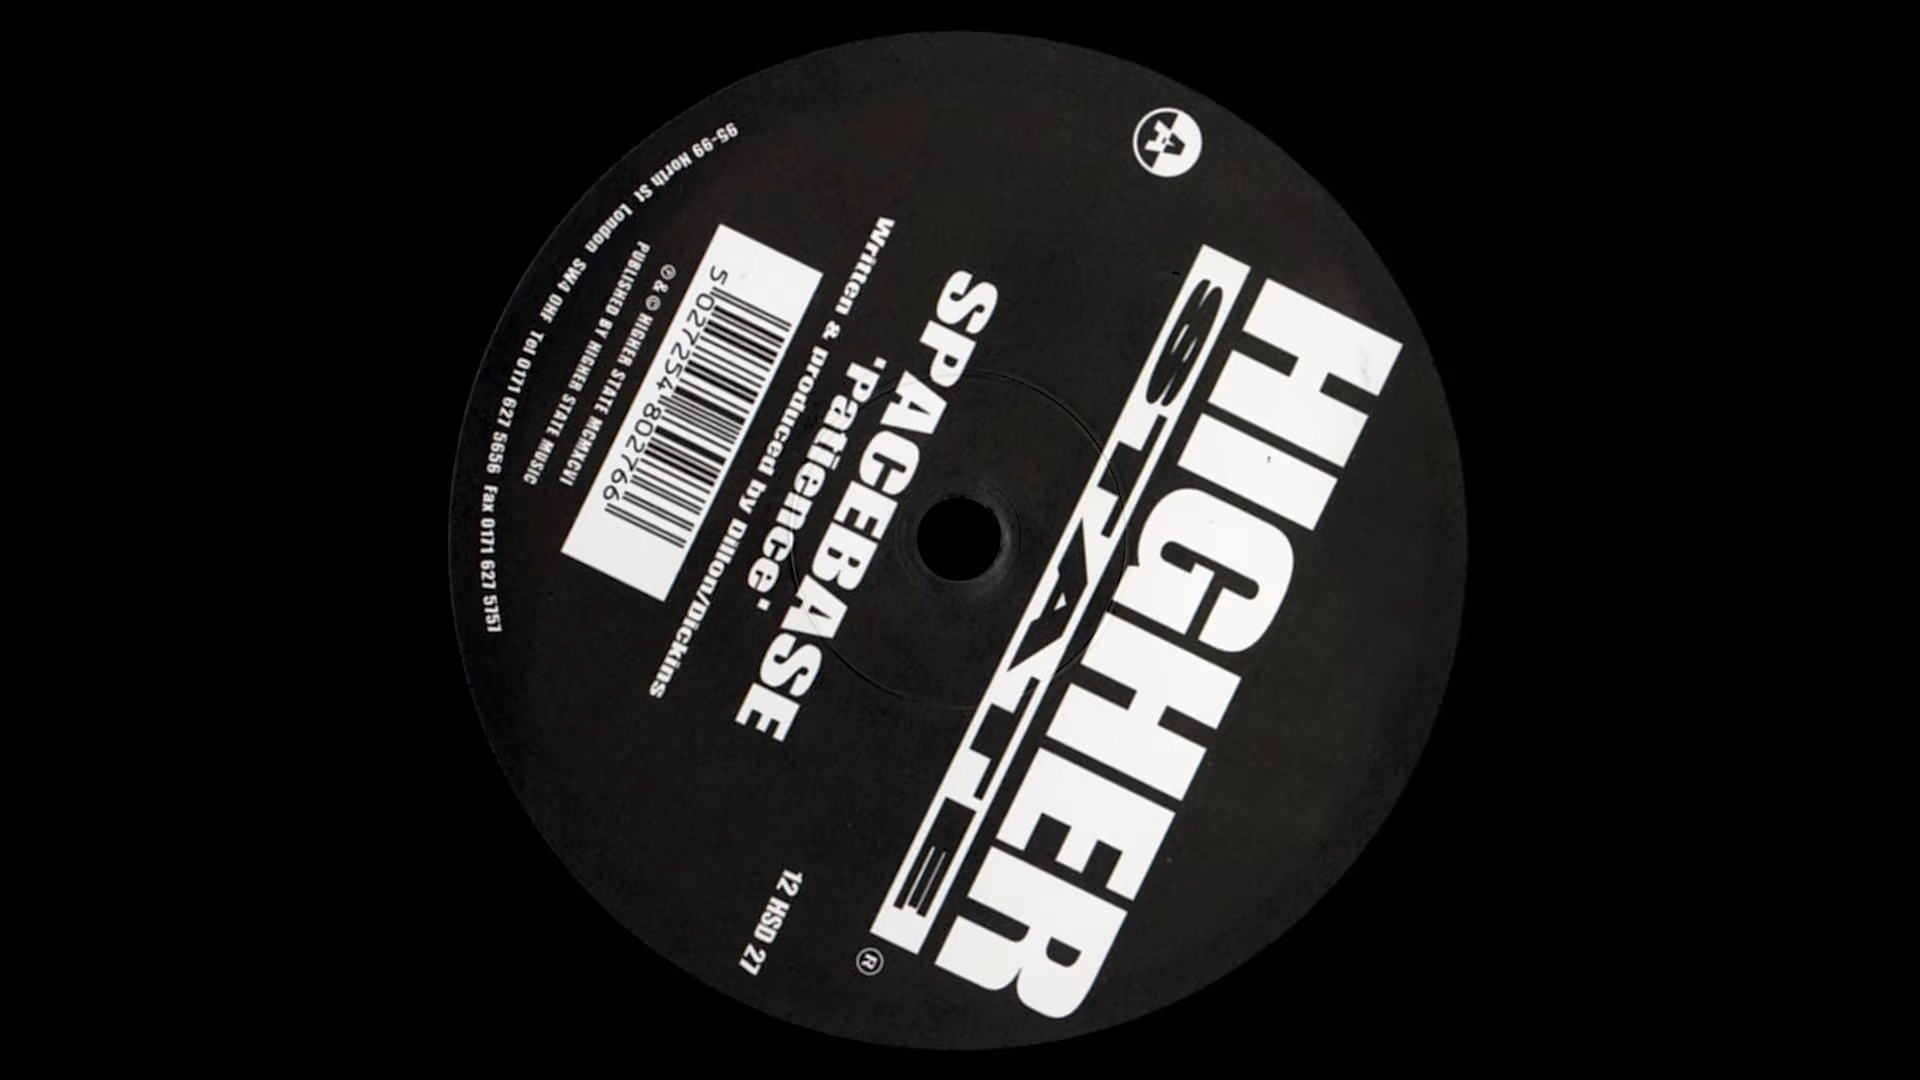 A
HIGHER
STATE
®
SPACEBASE
'Patience'
written & produced by Dillon/Dickins
12 HSD 27
5 027254 802766
℗ & © HIGHER STATE MCMXCVI
PUBLISHED BY HIGHER STATE MUSIC
95-99 North St London SW4 0HF Tel 0171 627 5656 Fax 0171 627 5757